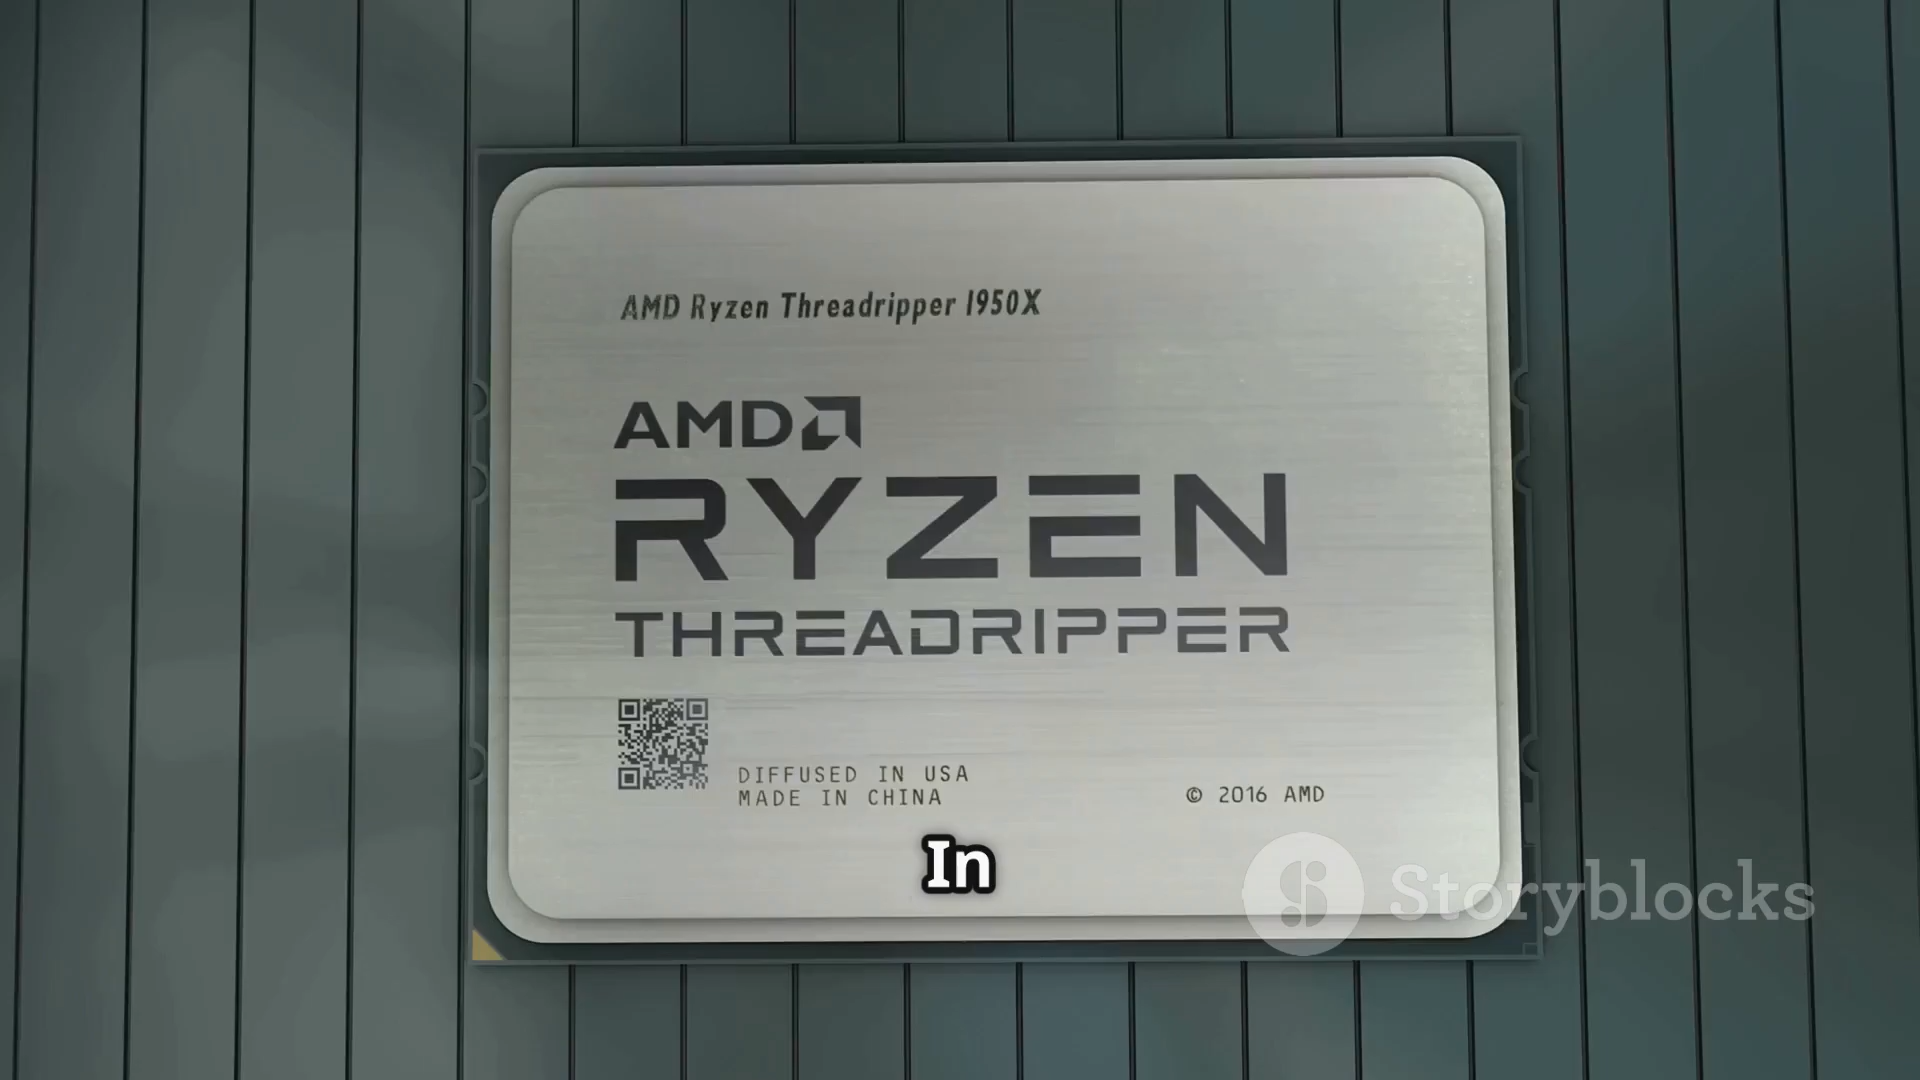 AMD Ryzen Threadripper 1950X
AMD
RYZEN
THREADRIPPER
DIFFUSED IN USA
MADE IN CHINA
© 2016 AMD
In
Storyblocks